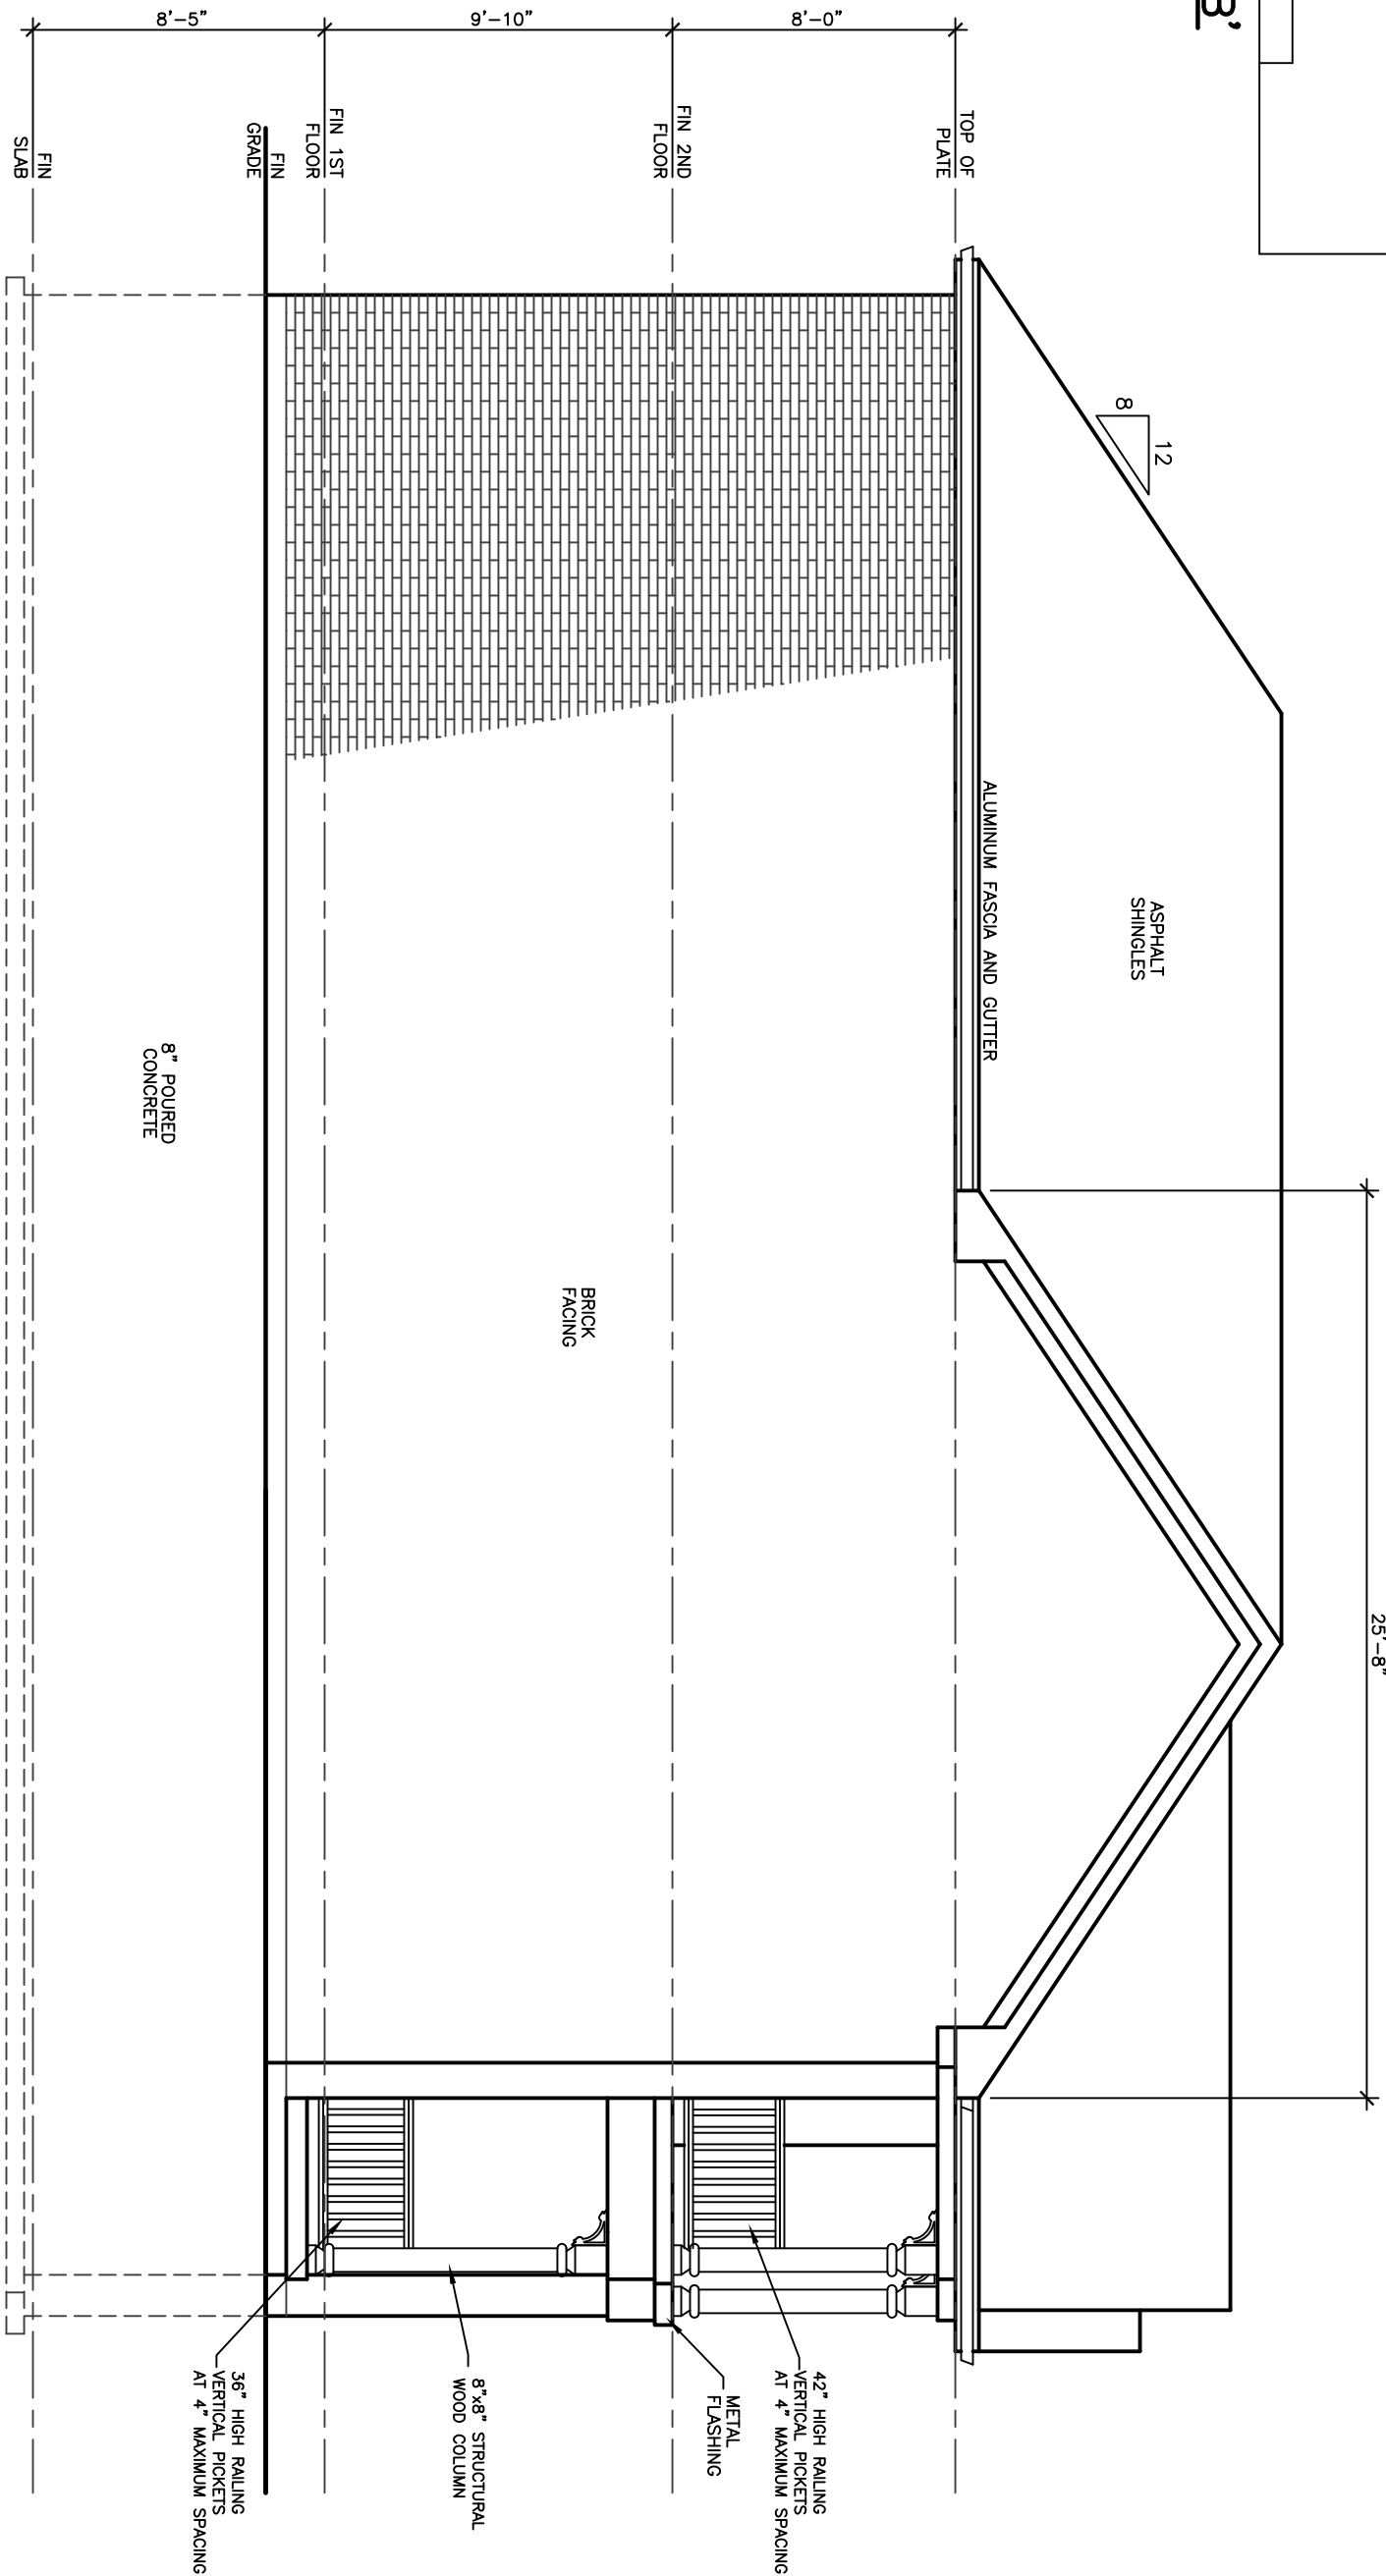 B'
25'-8"
12
8
ASPHALT
SHINGLES
ALUMINUM FASCIA AND GUTTER
TOP OF
PLATE
8'-0"
FIN 2ND
FLOOR
9'-10"
FIN 1ST
FLOOR
FIN
GRADE
8'-5"
FIN
SLAB
BRICK
FACING
8" POURED
CONCRETE
42" HIGH RAILING
VERTICAL PICKETS
AT 4" MAXIMUM SPACING
METAL
FLASHING
8"x8" STRUCTURAL
WOOD COLUMN
36" HIGH RAILING
VERTICAL PICKETS
AT 4" MAXIMUM SPACING